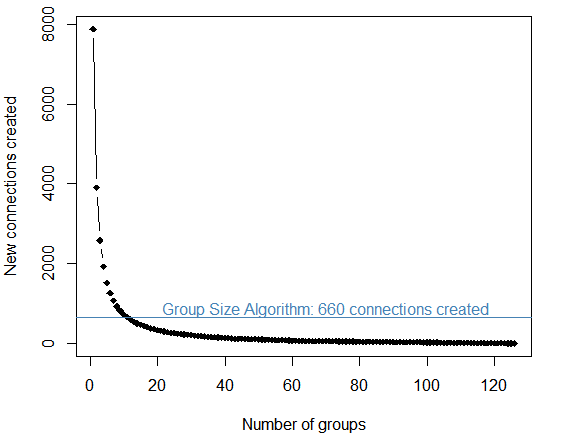 8000
6000
4000
2000
0
New connections created
Group Size Algorithm: 660 connections created
0 20 40 60 80 100 120
Number of groups